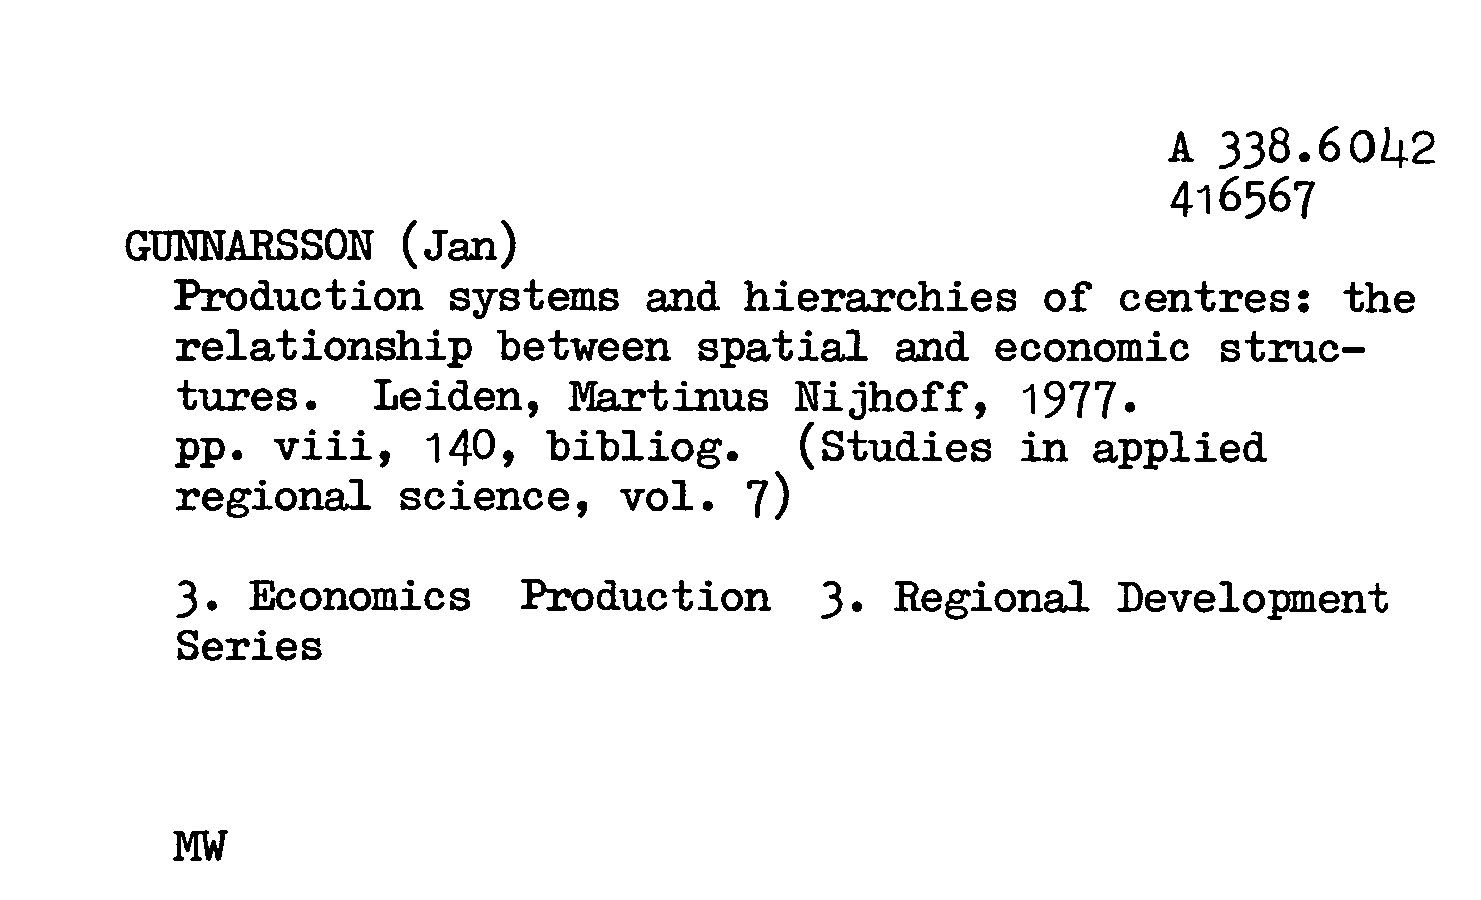 A 338.6042
416567
GUNNARSSON (Jan)
Production systems and hierarchies of centres: the
relationship between spatial and economic struc-
tures. Leiden, Martinus Nijhoff, 1977.
pp. viii, 140, bibliog. (Studies in applied
regional science, vol. 7)
3. Economics Production 3. Regional Development
Series
MW